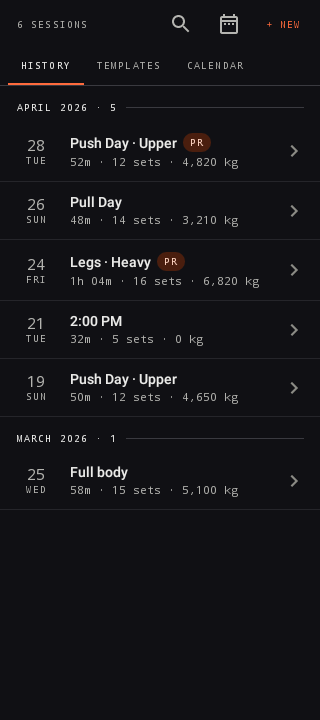 6 SESSIONS
+ NEW
HISTORY TEMPLATES CALENDAR
APRIL 2026 · 5
28 Push Day · Upper PR
TUE 52m · 12 sets · 4,820 kg
26 Pull Day
SUN 48m · 14 sets · 3,210 kg
24 Legs · Heavy PR
FRI 1h 04m · 16 sets · 6,820 kg
21 2:00 PM
TUE 32m · 5 sets · 0 kg
19 Push Day · Upper
SUN 50m · 12 sets · 4,650 kg
MARCH 2026 · 1
25 Full body
WED 58m · 15 sets · 5,100 kg